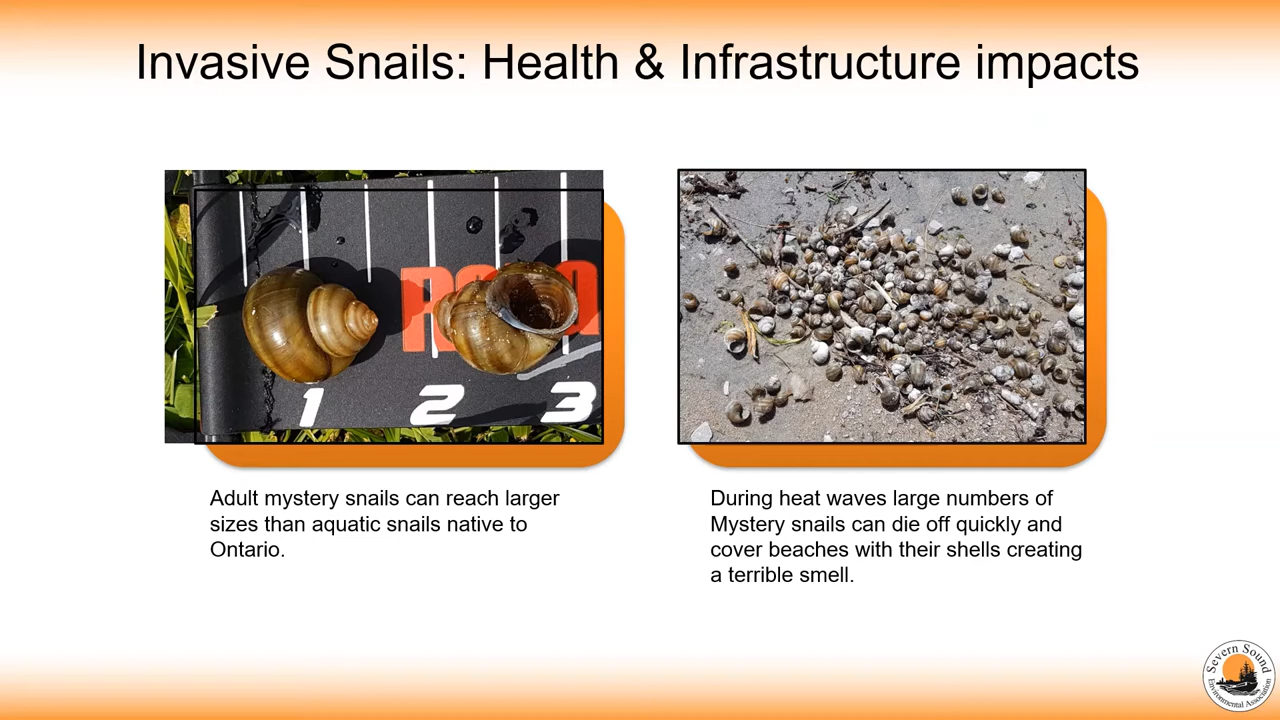 Invasive Snails: Health & Infrastructure impacts
1 2 3
Adult mystery snails can reach larger
sizes than aquatic snails native to
Ontario.
During heat waves large numbers of
Mystery snails can die off quickly and
cover beaches with their shells creating
a terrible smell.
Severn Sound
Environmental Association